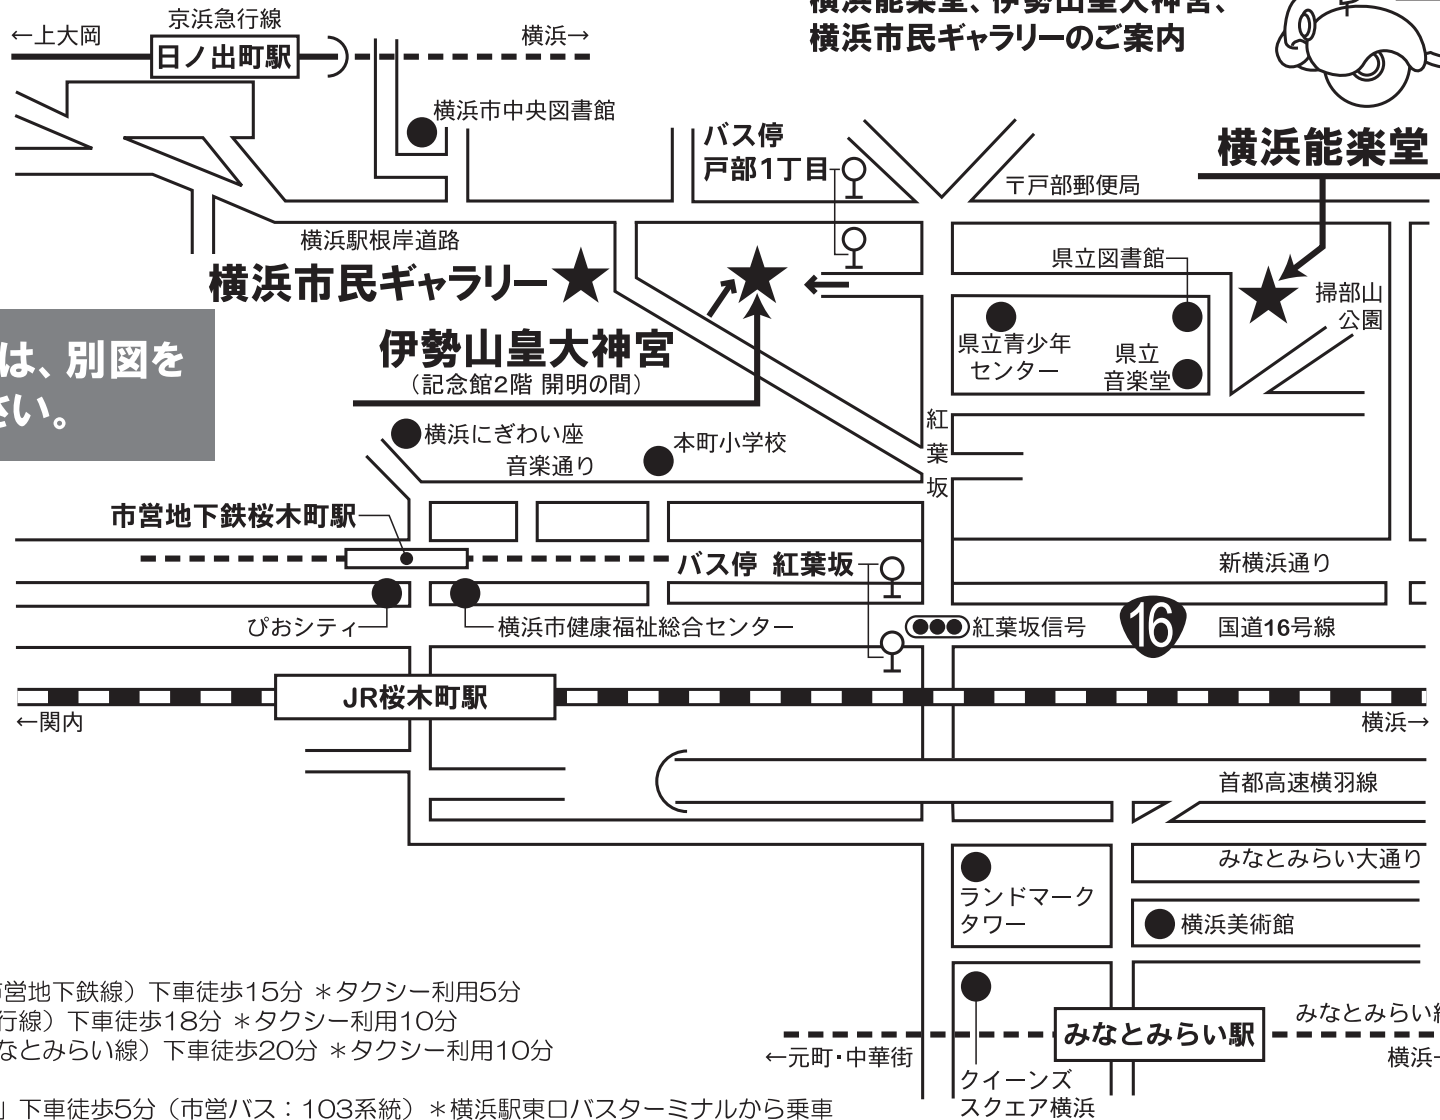 横浜能楽堂、伊勢山皇大神宮、
横浜市民ギャラリーのご案内
京浜急行線
←上大岡
日ノ出町駅
横浜→
横浜市中央図書館
バス停
戸部1丁目
〒戸部郵便局
横浜能楽堂
横浜駅根岸道路
横浜市民ギャラリー
県立図書館
掃部山
公園
は、別図を
さい。
伊勢山皇大神宮
（記念館2階 開明の間）
県立青少年
センター
県立
音楽堂
紅
葉
坂
横浜にぎわい座
本町小学校
音楽通り
市営地下鉄桜木町駅
バス停 紅葉坂
新横浜通り
ぴおシティ
横浜市健康福祉総合センター
紅葉坂信号
16
国道16号線
JR桜木町駅
←関内
横浜→
首都高速横羽線
みなとみらい大通り
ランドマーク
タワー
横浜美術館
市営地下鉄線）下車徒歩15分 ＊タクシー利用5分
行線）下車徒歩18分 ＊タクシー利用10分
なとみらい線）下車徒歩20分 ＊タクシー利用10分
」下車徒歩5分（市営バス：103系統）＊横浜駅東口バスターミナルから乗車
みなとみらい線
みなとみらい駅
←元町・中華街
横浜→
クイーンズ
スクエア横浜